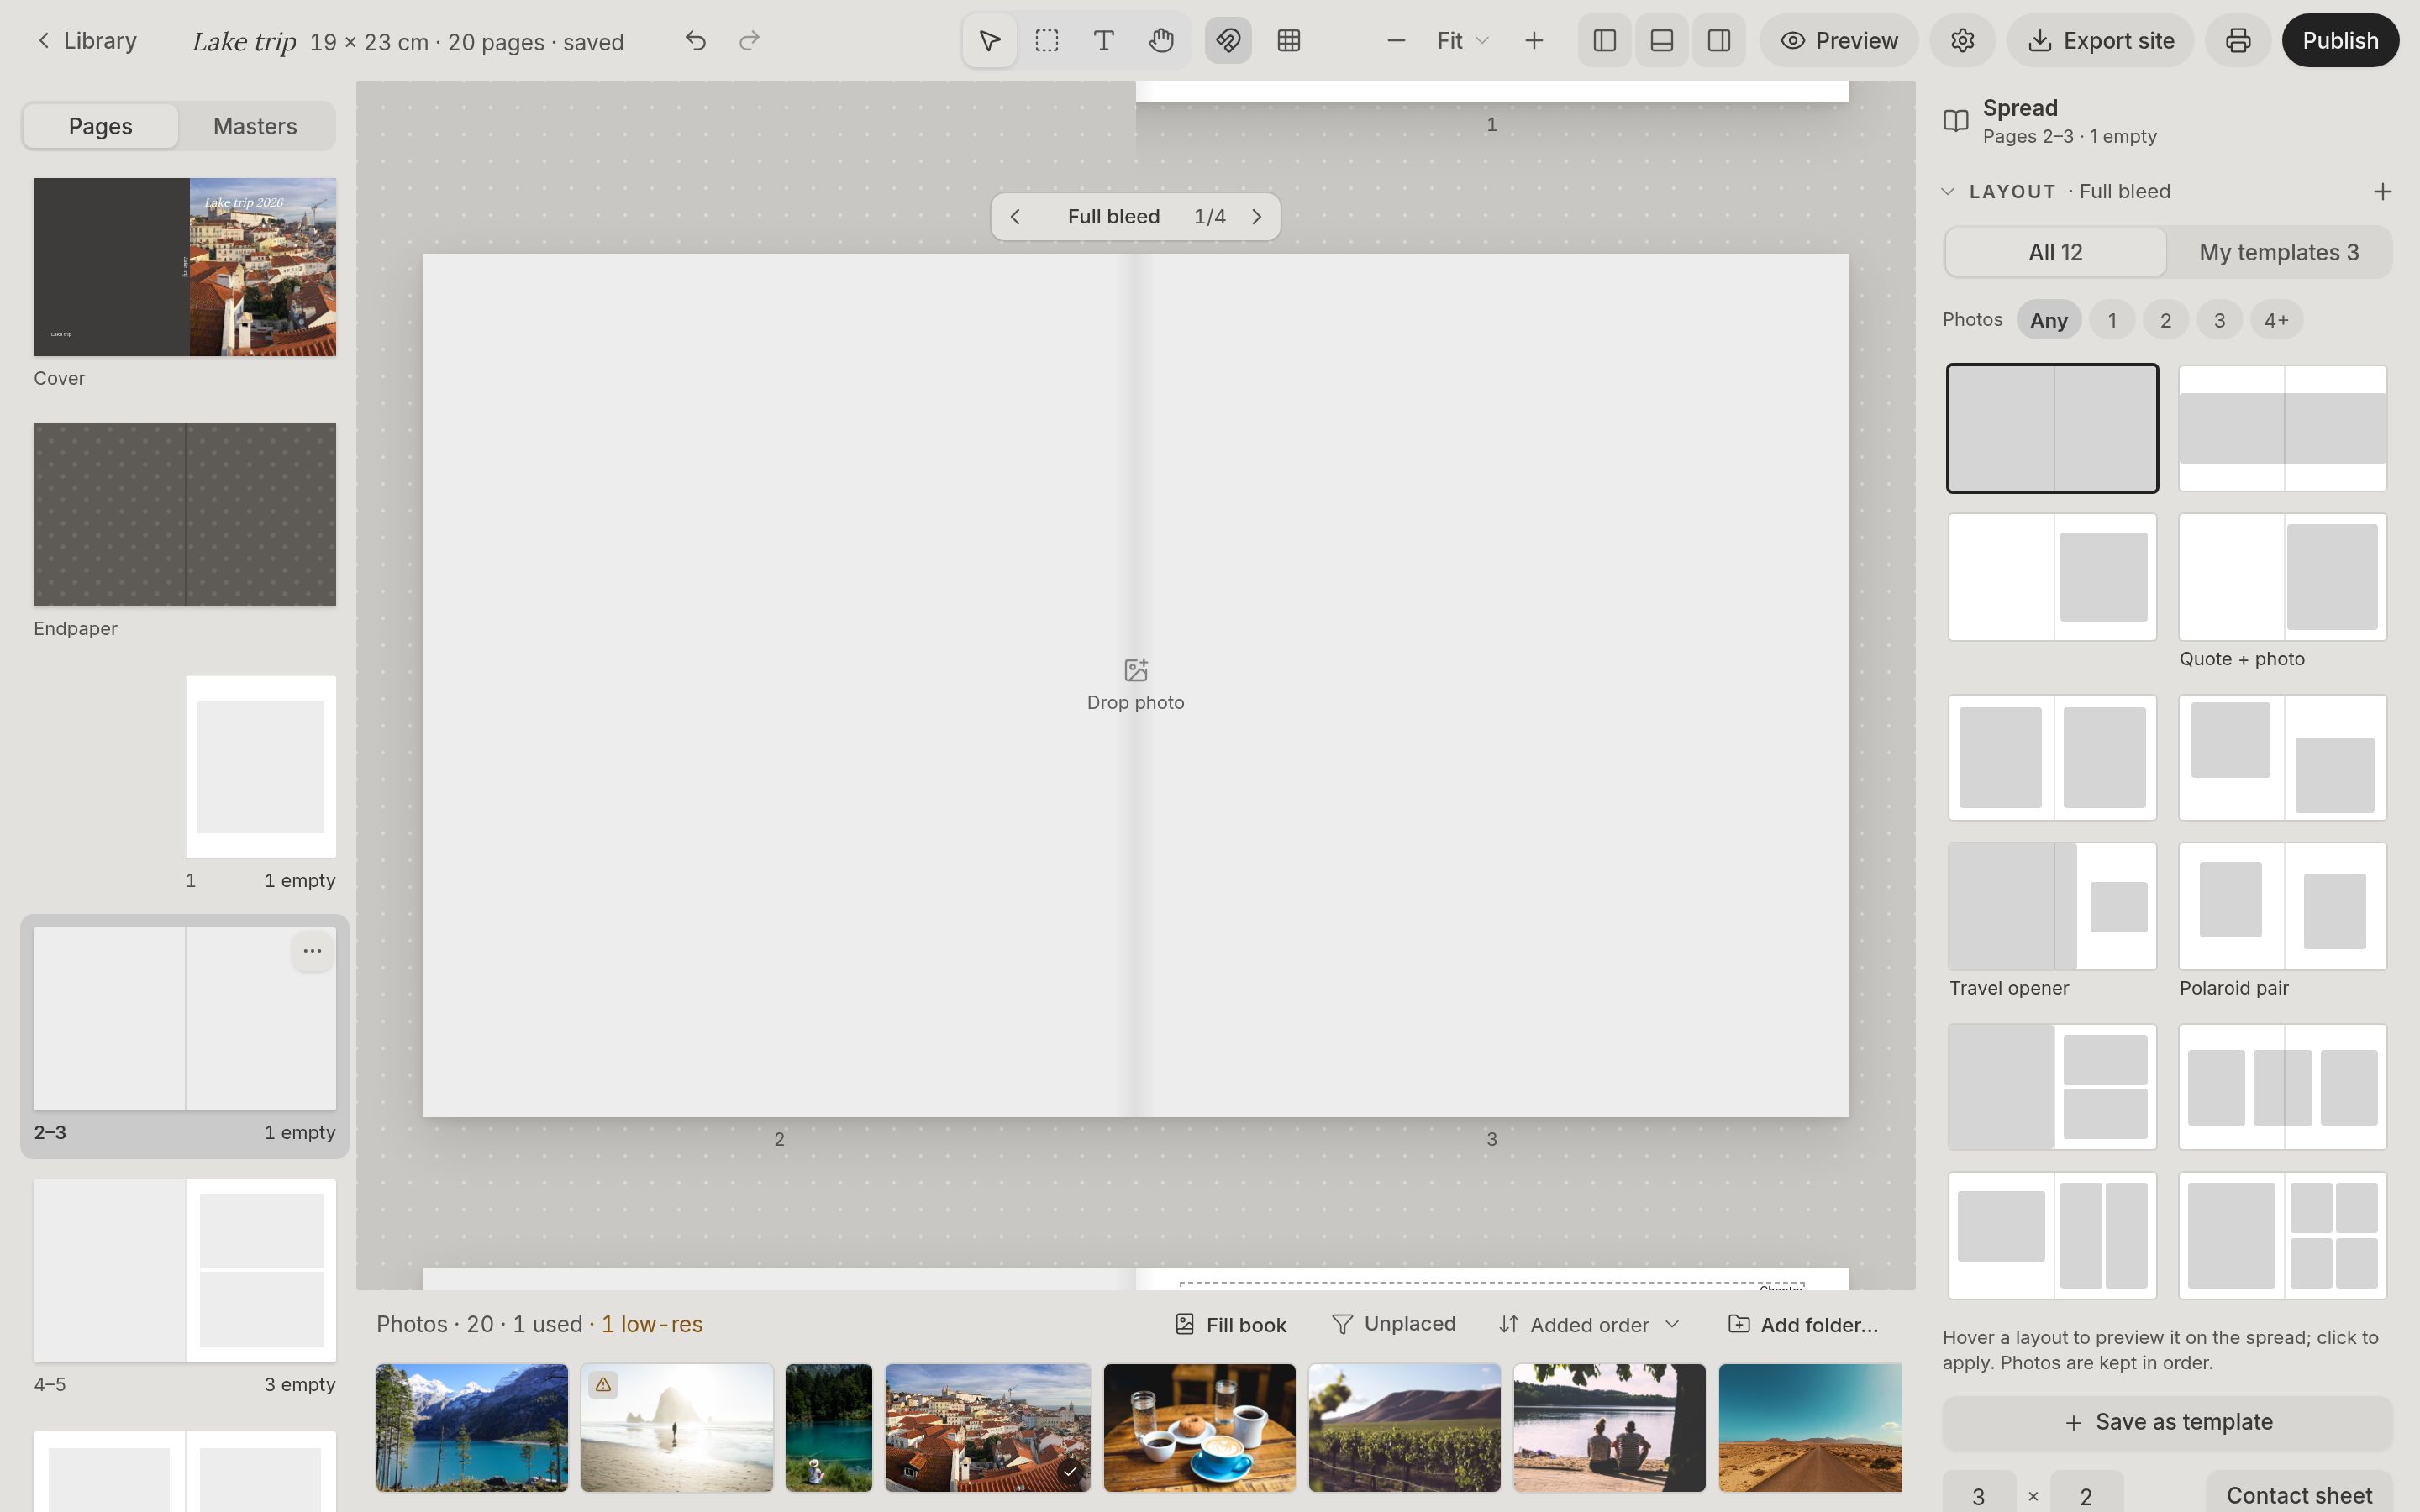 Library
Lake trip 19 × 23 cm · 20 pages · saved
Fit
Preview
Export site
Publish
Pages
Masters
Lake trip 2026
Lake trip
Cover
Endpaper
1
1 empty
2–3
1 empty
4–5
3 empty
1
Full bleed 1/4
Drop photo
2
3
Chapter
Photos · 20 · 1 used · 1 low-res
Fill book
Unplaced
Added order
Add folder...
Spread
Pages 2–3 · 1 empty
LAYOUT · Full bleed
All 12
My templates 3
Photos Any 1 2 3 4+
Quote + photo
Travel opener
Polaroid pair
Hover a layout to preview it on the spread; click to
apply. Photos are kept in order.
Save as template
3 × 2
Contact sheet